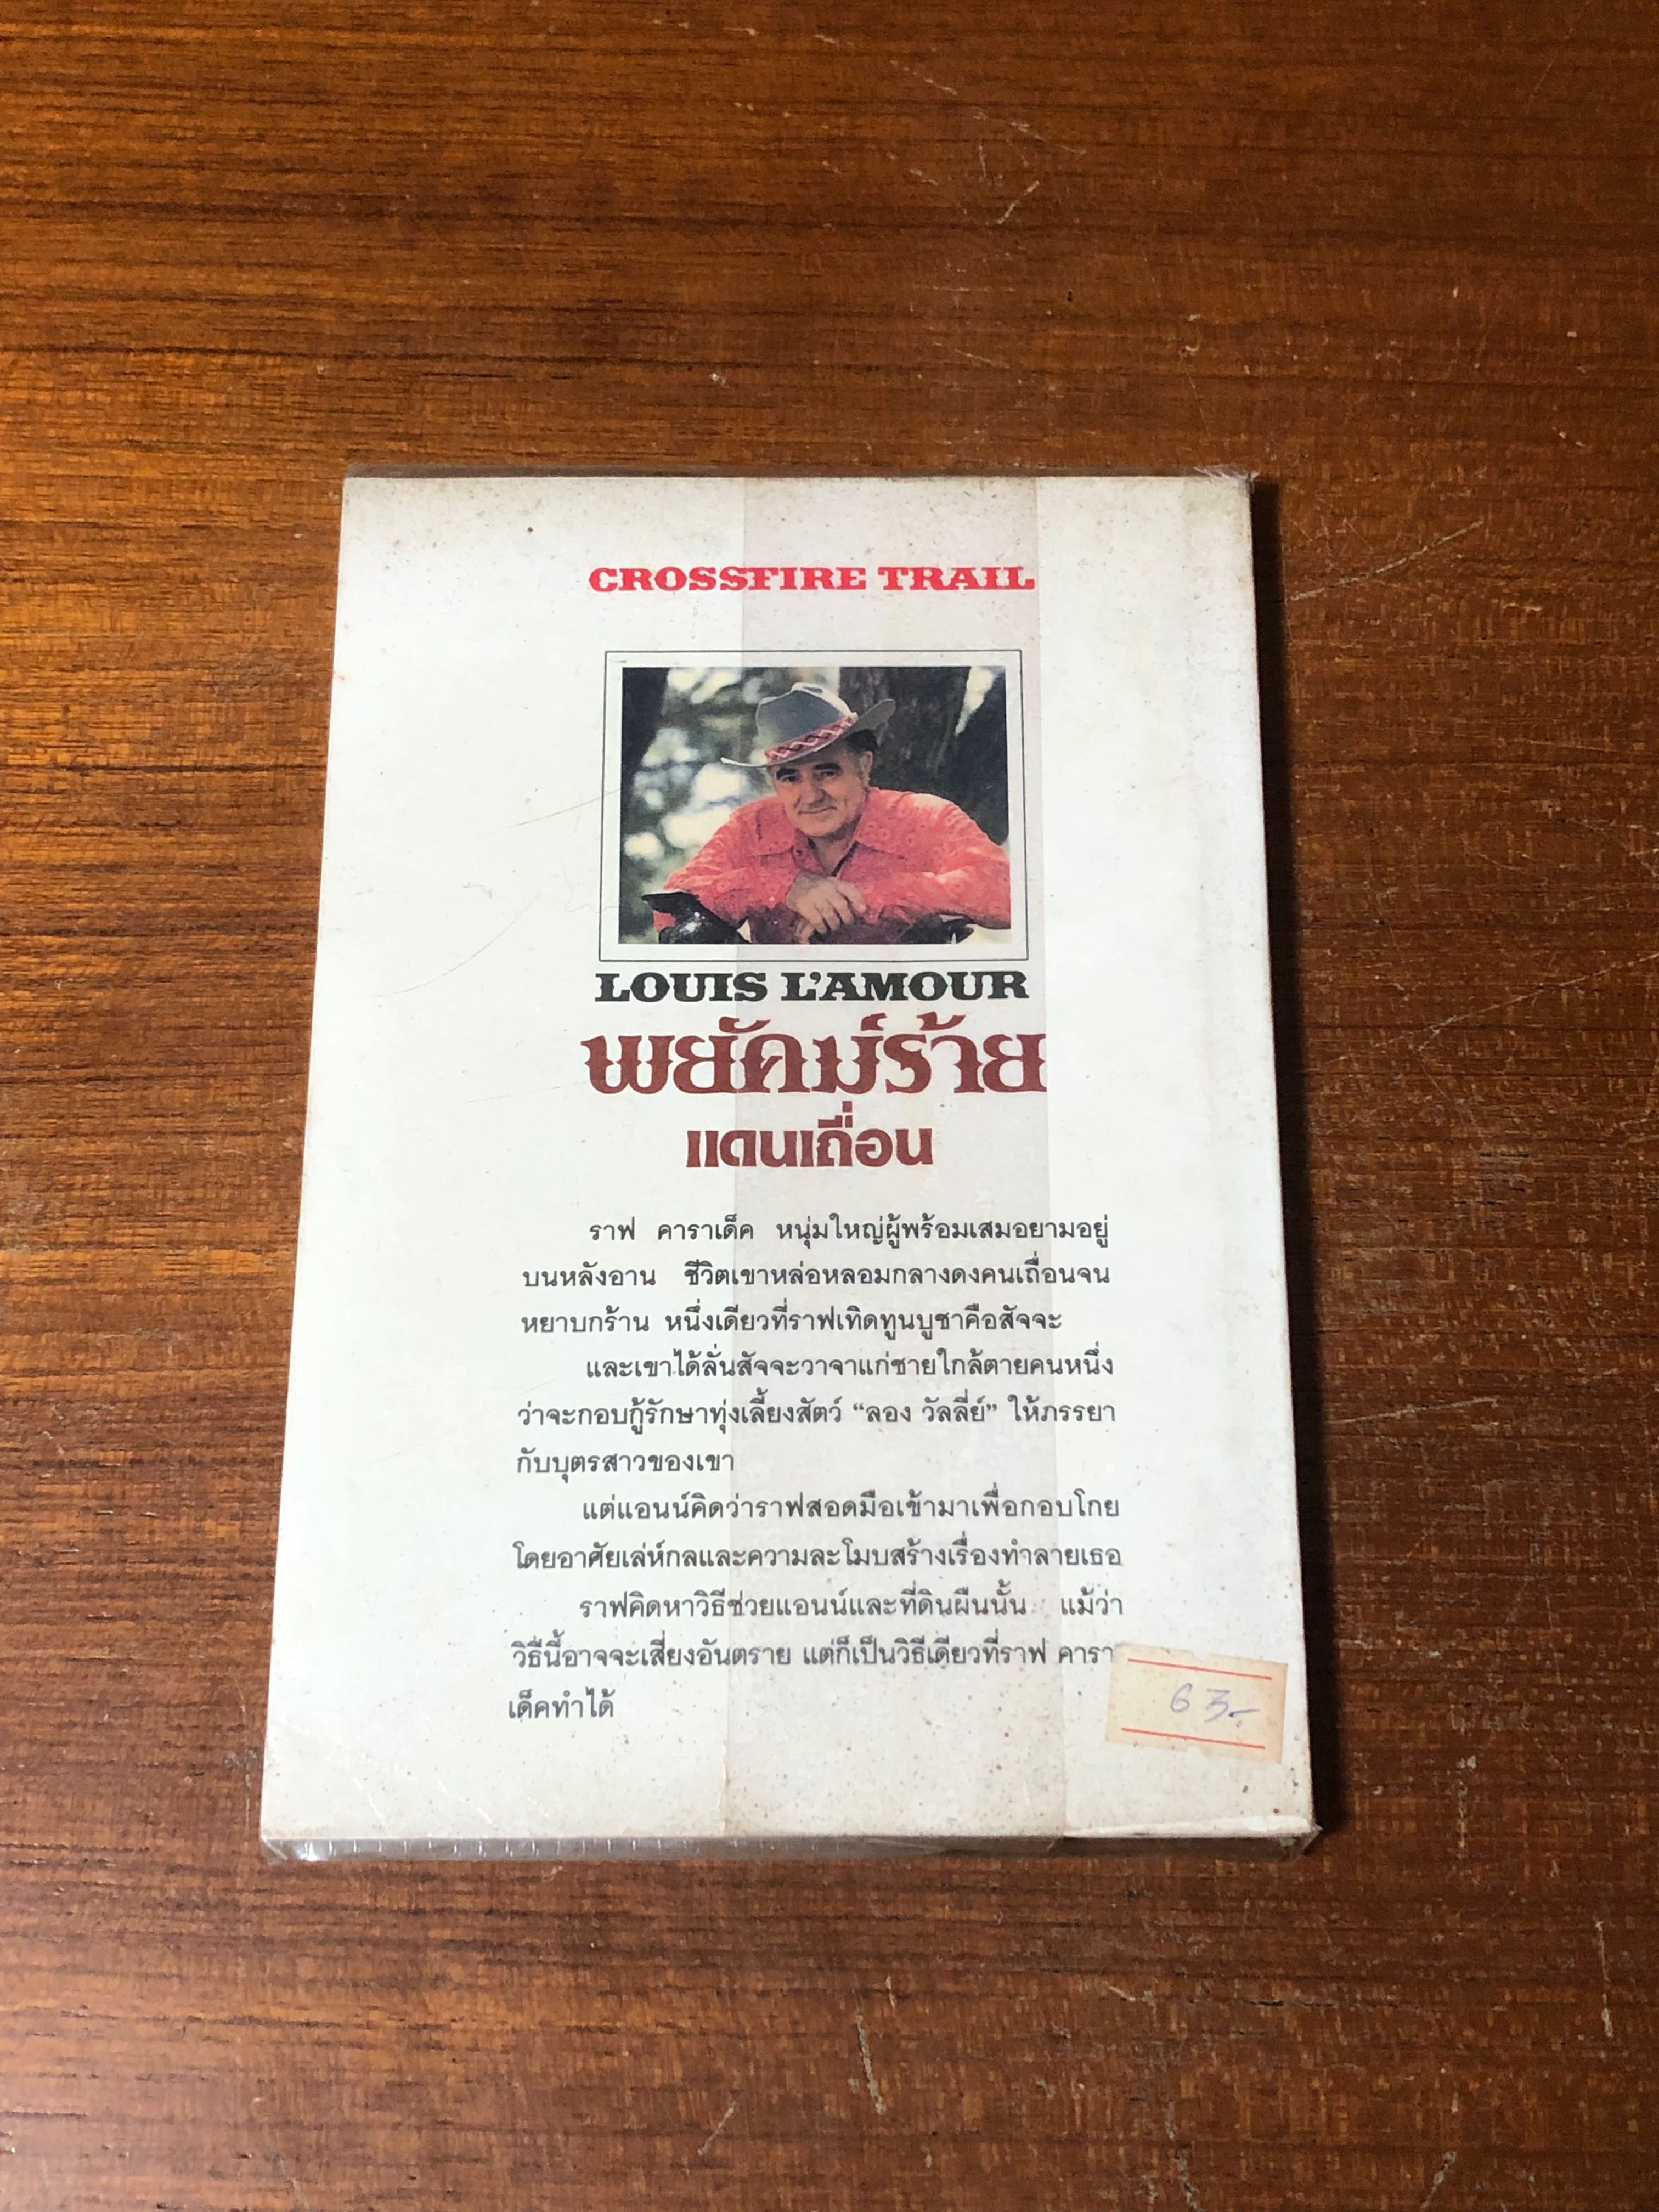 CROSSFIRE TRAIL
LOUIS L'AMOUR
พยัคฆ์ร้าย
แดนเถื่อน
ราฟ คาราเด็ค หนุ่มใหญ่ผู้พร้อมเสมอยามอยู่
บนหลังอาน ชีวิตเขาหล่อหลอมกลางดงคนเถื่อนจน
หยาบกร้าน หนึ่งเดียวที่ราฟเทิดทูนบูชาคือสัจจะ
และเขาได้ลั่นสัจจะวาจาแก่ชายใกล้ตายคนหนึ่ง
ว่าจะกอบกู้รักษาทุ่งเลี้ยงสัตว์ “ลอง วัลลี่ย์” ให้ภรรยา
กับบุตรสาวของเขา
แต่แอนน์คิดว่าราฟสอดมือเข้ามาเพื่อกอบโกย
โดยอาศัยเล่ห์กลและความละโมบสร้างเรื่องทำลายเธอ
ราฟคิดหาวิธีช่วยแอนน์และที่ดินผืนนั้น แม้ว่า
วิธีนี้อาจจะเสี่ยงอันตราย แต่ก็เป็นวิธีเดียวที่ราฟ คารา
เด็คทำได้
63.-